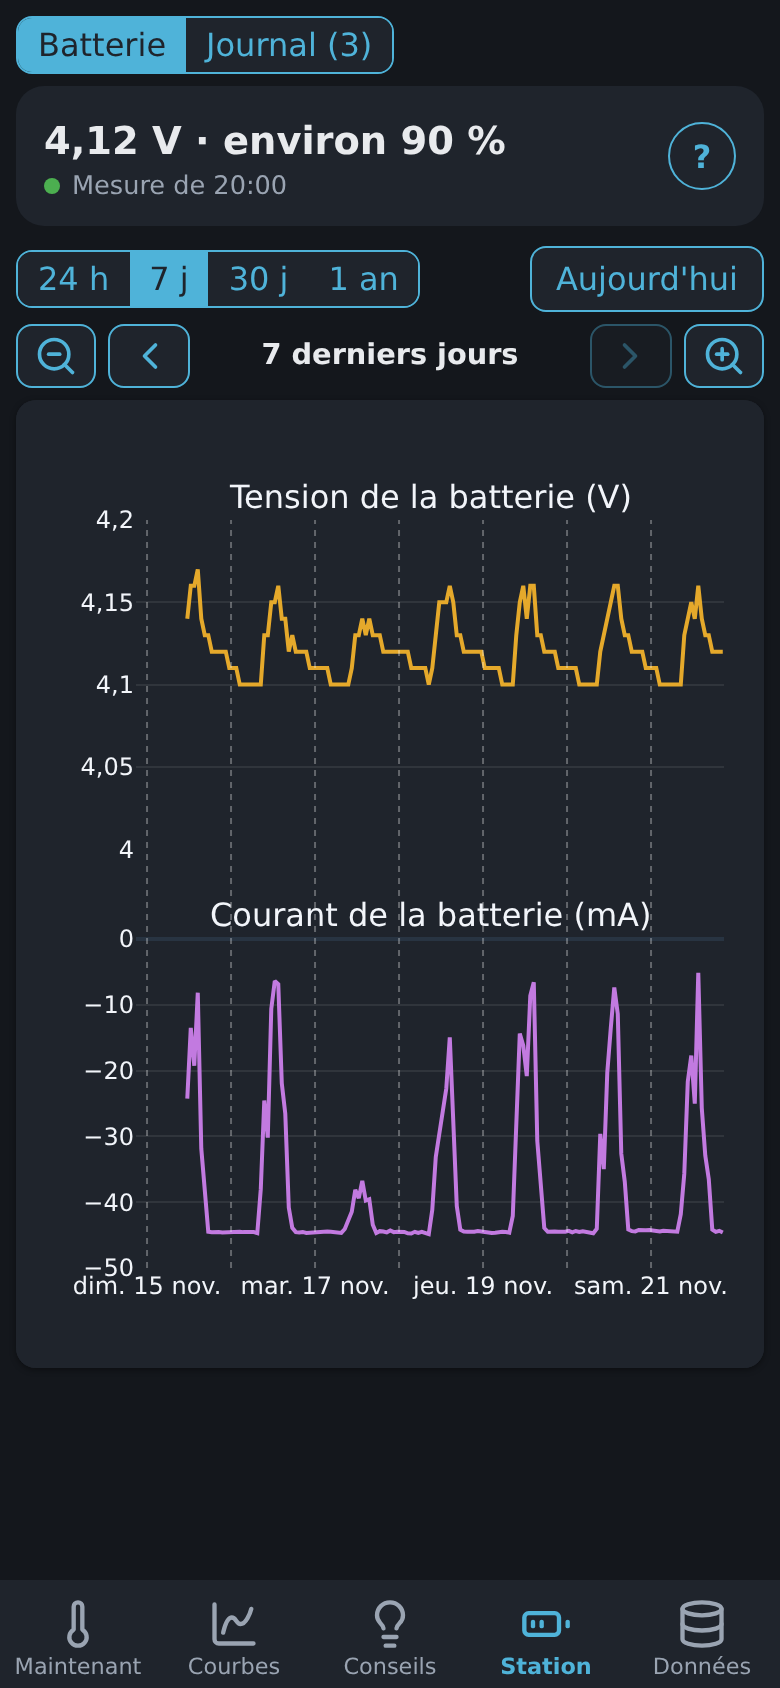 Batterie Journal (3)
4,12 V · environ 90 %
?
Mesure de 20:00
24 h 7 j 30 j 1 an Aujourd'hui
7 derniers jours
Tension de la batterie (V)
4,2
4,15
4,1
4,05
4
Courant de la batterie (mA)
0
−10
−20
−30
−40
−50
dim. 15 nov. mar. 17 nov. jeu. 19 nov. sam. 21 nov.
Maintenant Courbes Conseils Station Données